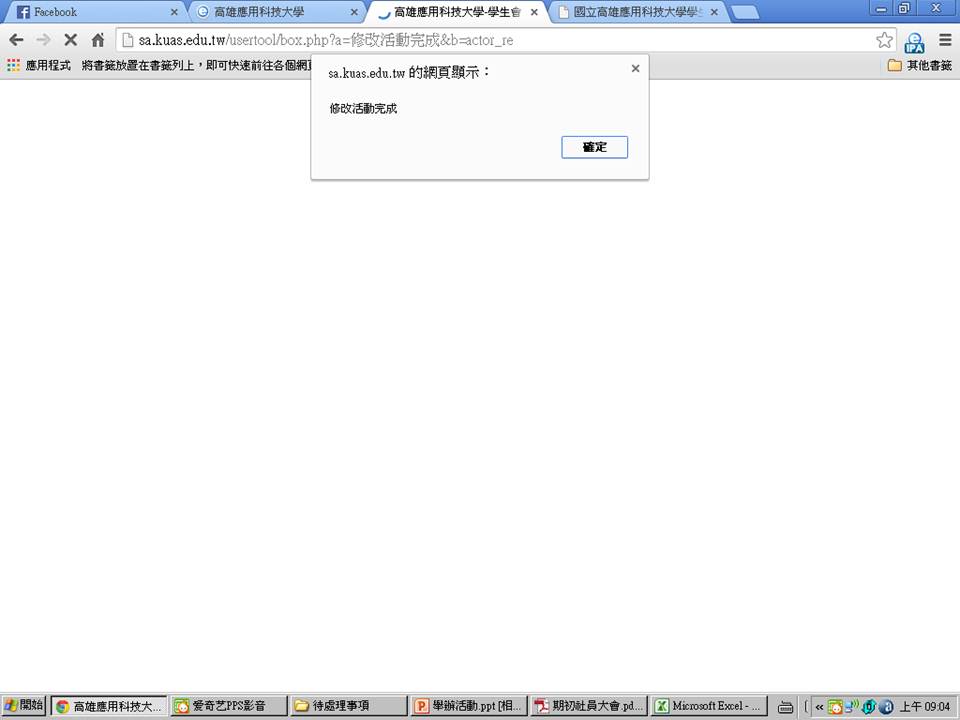 Facebook
高雄應用科技大學
高雄應用科技大學-學生會
國立高雄應用科技大學學生
sa.kuas.edu.tw/usertool/box.php?a=修改活動完成&b=actor_re
IPA
應用程式
將書籤放置在書籤列上，即可快速前往各個網頁
其他書籤
sa.kuas.edu.tw 的網頁顯示：
修改活動完成
確定
開始
高雄應用科技大...
爱奇艺PPS影音
待處理事項
舉辦活動.ppt [相...
期初社員大會.pd...
Microsoft Excel - ...
上午 09:04